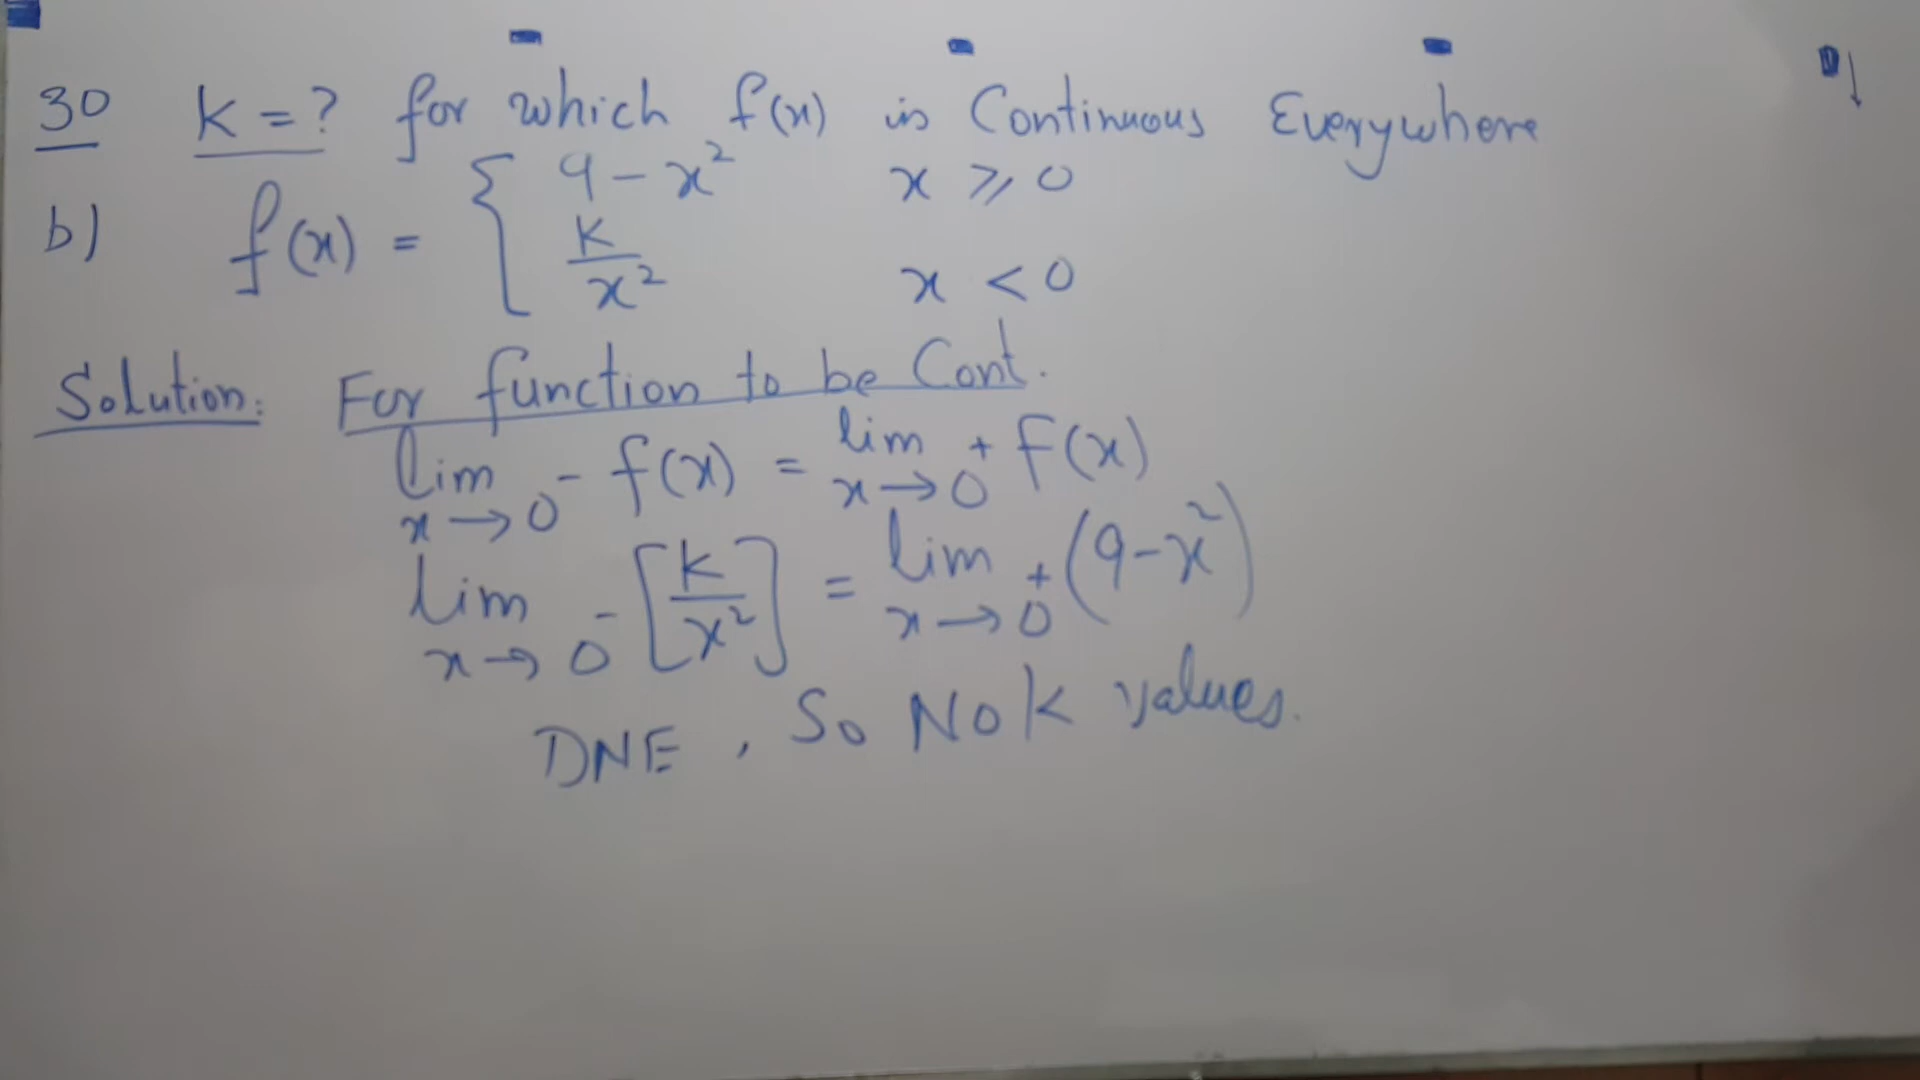 30 K = ? for which f(x) is Continuous Everywhere
b) f(x) = { 9 - x² x ⩾ 0
K/x² x < 0
Solution: For function to be Cont.
lim x→0⁻ f(x) = lim x→0⁺ f(x)
lim x→0⁻ [K/x²] = lim x→0⁺ (9-x²)
DNE, So No K values.